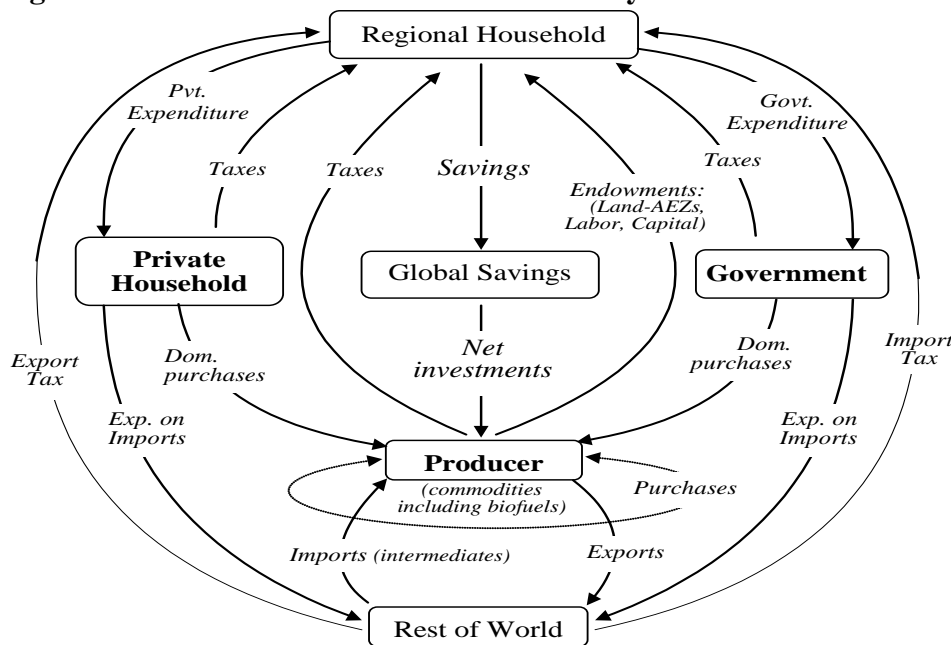 Regional Household
Pvt.
Expenditure
Govt.
Expenditure
Taxes
Taxes
Savings
Taxes
Endowments:
(Land-AEZs,
Labor, Capital)
Private
Household
Global Savings
Government
Export
Tax
Dom.
purchases
Net
investments
Dom.
purchases
Import
Tax
Exp. on
Imports
Exp. on
Imports
Producer
(commodities
including biofuels)
Purchases
Imports (intermediates)
Exports
Rest of World